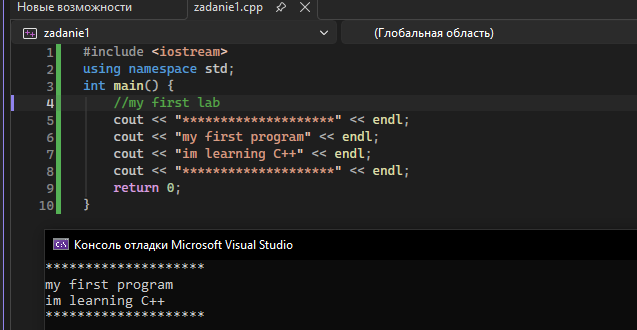 Новые возможности zadanie1.cpp
zadanie1 (Глобальная область)
1 #include <iostream>
2 using namespace std;
3 int main() {
4 //my first lab
5 cout << "********************" << endl;
6 cout << "my first program" << endl;
7 cout << "im learning C++" << endl;
8 cout << "********************" << endl;
9 return 0;
10 }
C:\ Консоль отладки Microsoft Visual Studio
********************
my first program
im learning C++
********************